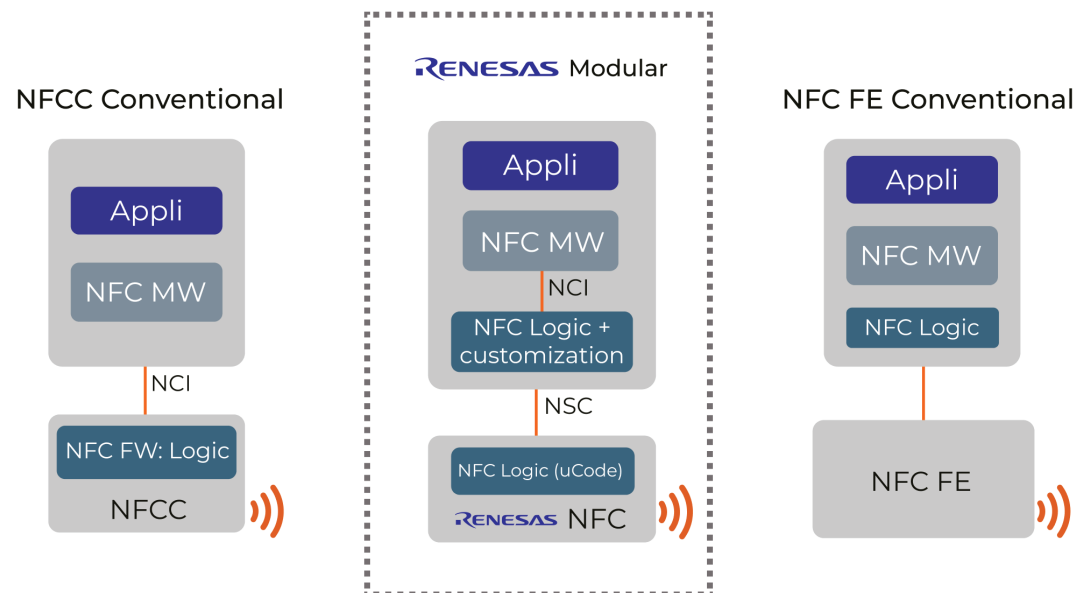 NFCC Conventional
Appli
NFC MW
NCI
NFC FW: Logic
NFCC
RENESAS Modular
Appli
NFC MW
NCI
NFC Logic +
customization
NSC
NFC Logic (uCode)
RENESAS NFC
NFC FE Conventional
Appli
NFC MW
NFC Logic
NFC FE